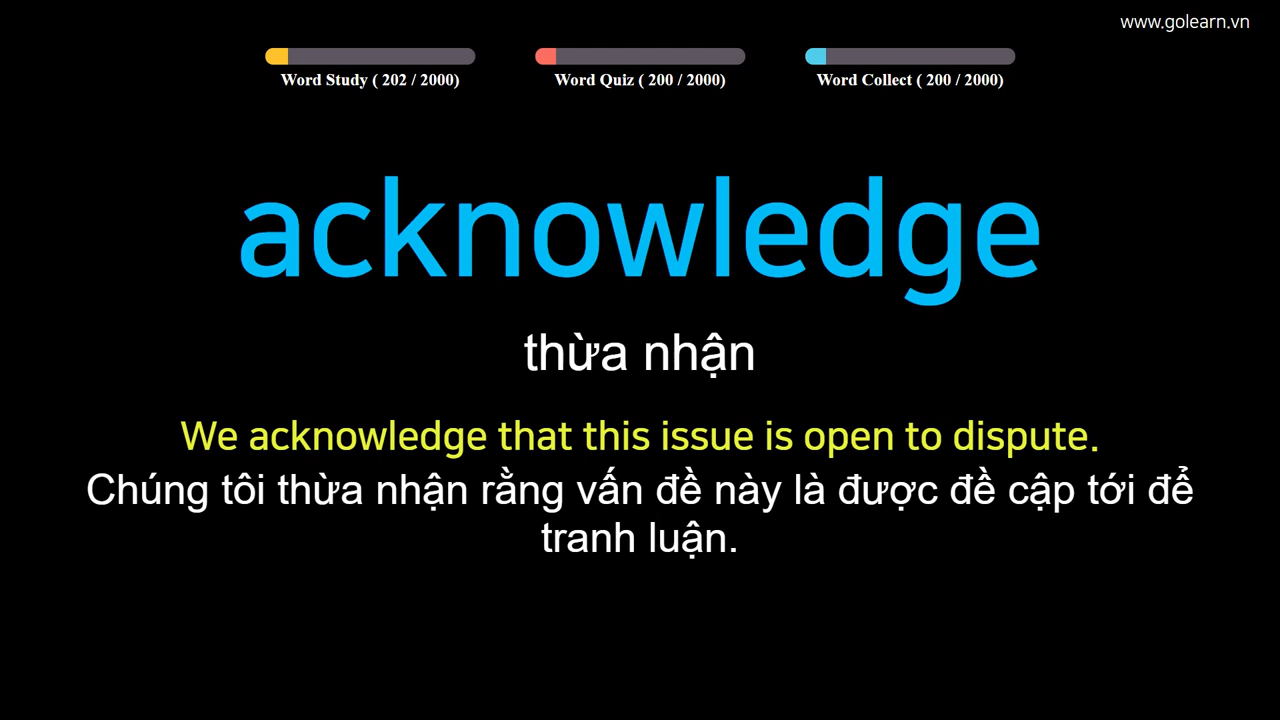 www.golearn.vn
Word Study ( 202 / 2000)
Word Quiz ( 200 / 2000)
Word Collect ( 200 / 2000)
acknowledge
thừa nhận
We acknowledge that this issue is open to dispute.
Chúng tôi thừa nhận rằng vấn đề này là được đề cập tới để
tranh luận.